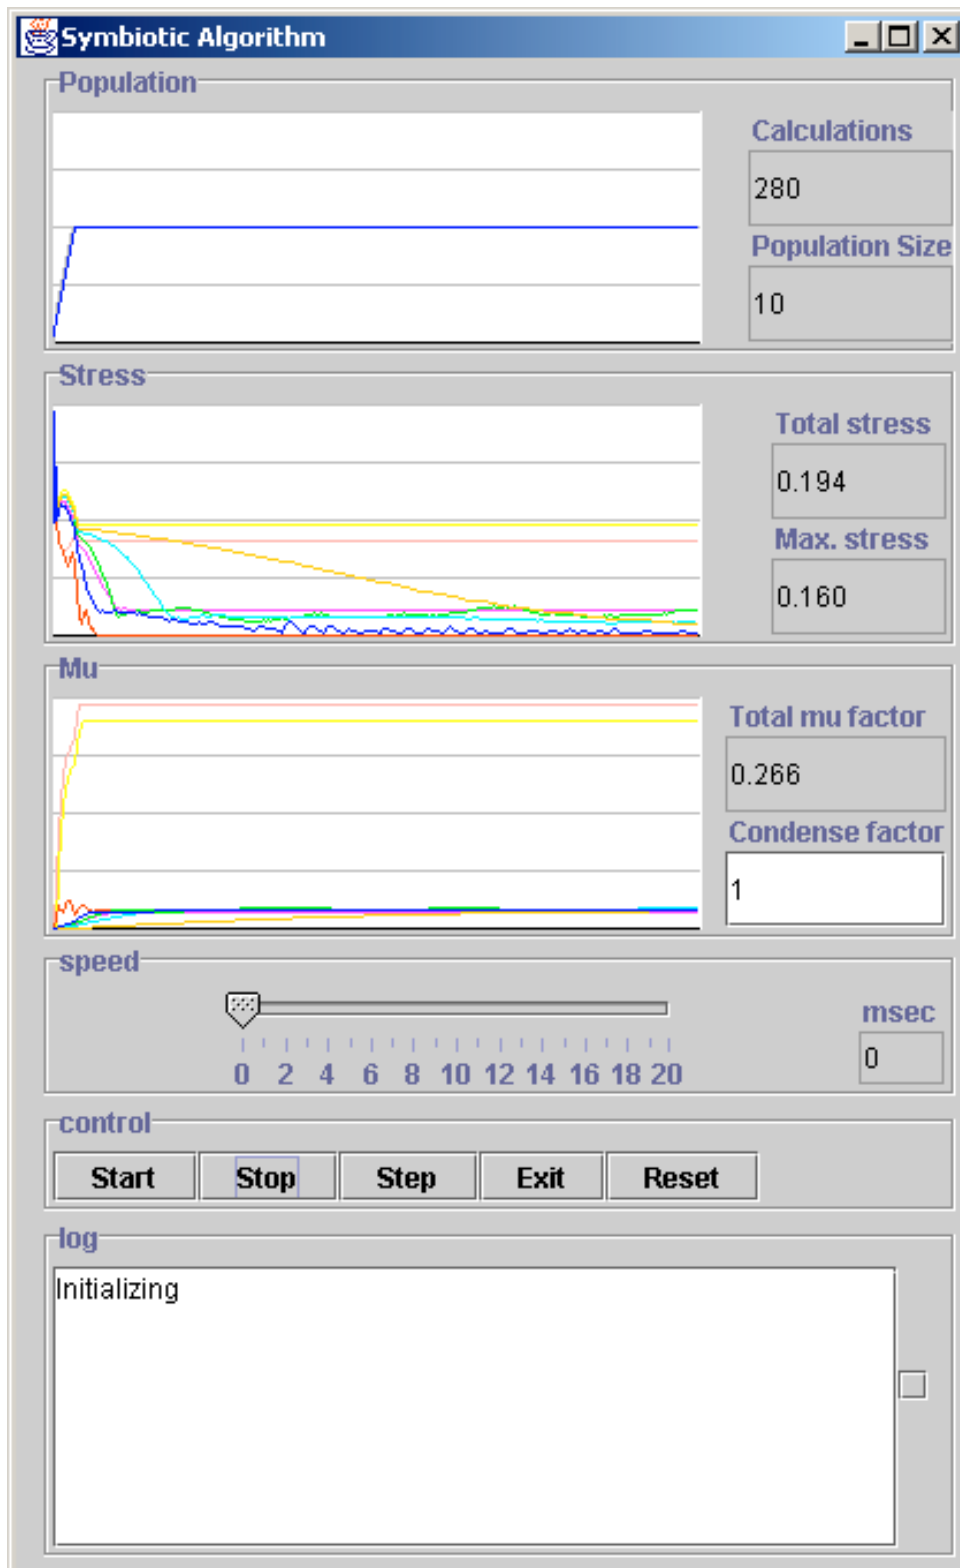 Symbiotic Algorithm
Population
Calculations
280
Population Size
10
Stress
Total stress
0.194
Max. stress
0.160
Mu
Total mu factor
0.266
Condense factor
1
speed
msec
0
0 2 4 6 8 10 12 14 16 18 20
control
Start Stop Step Exit Reset
log
Initializing